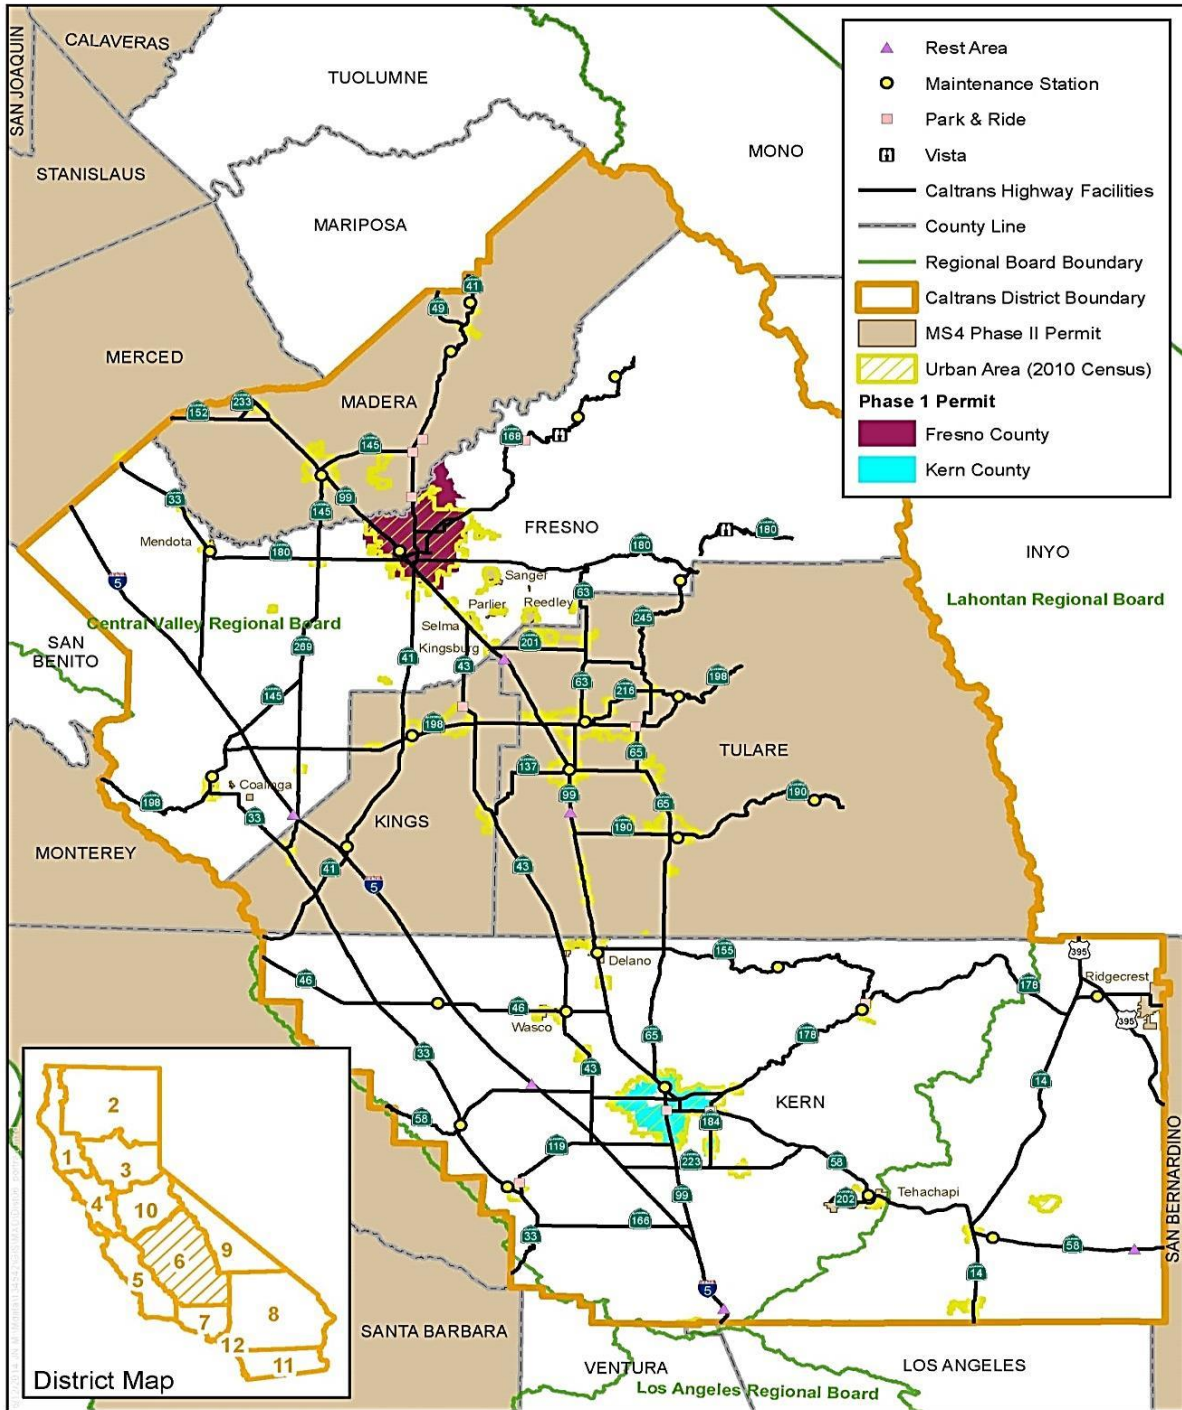 CALAVERAS
SAN JOAQUIN
TUOLUMNE
STANISLAUS
MONO
MARIPOSA
Rest Area
Maintenance Station
Park & Ride
Vista
Caltrans Highway Facilities
County Line
Regional Board Boundary
Caltrans District Boundary
MS4 Phase II Permit
Urban Area (2010 Census)
Phase 1 Permit
Fresno County
Kern County
41
49
MERCED
MADERA
233
152
168
145
33
145
99
FRESNO
Mendota
180
180
180
INYO
5
Sanger
63
Lahontan Regional Board
Parlier
Reedley
245
Central Valley Regional Board
Selma
SAN
BENITO
269
41
Kingsburg
201
43
63
216
198
145
198
TULARE
65
137
198
Coalinga
99
65
190
33
KINGS
190
MONTEREY
41
43
5
155
Delano
395
Ridgecrest
46
178
46
Wasco
395
65
178
33
43
14
KERN
58
184
119
223
58
99
202
Tehachapi
166
33
58
14
5
SAN BERNARDINO
SANTA BARBARA
VENTURA
LOS ANGELES
Los Angeles Regional Board
2
1
3
4
10
6
9
5
7
8
12
11
District Map